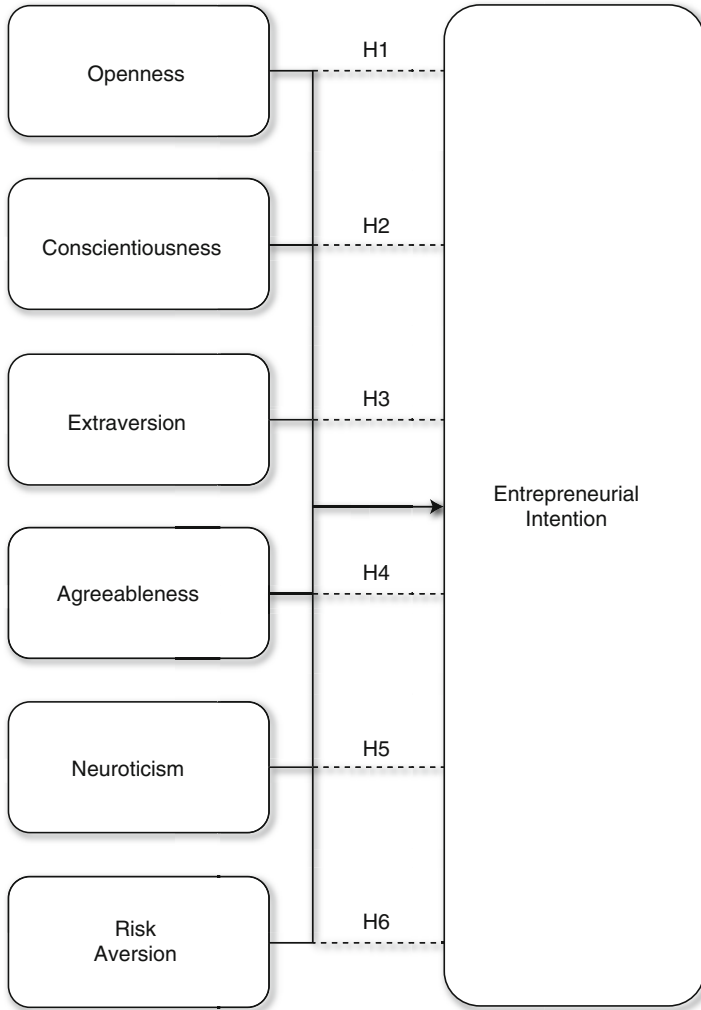 Openness
H1
Conscientiousness
H2
Extraversion
H3
Entrepreneurial
Intention
Agreeableness
H4
Neuroticism
H5
Risk
Aversion
H6